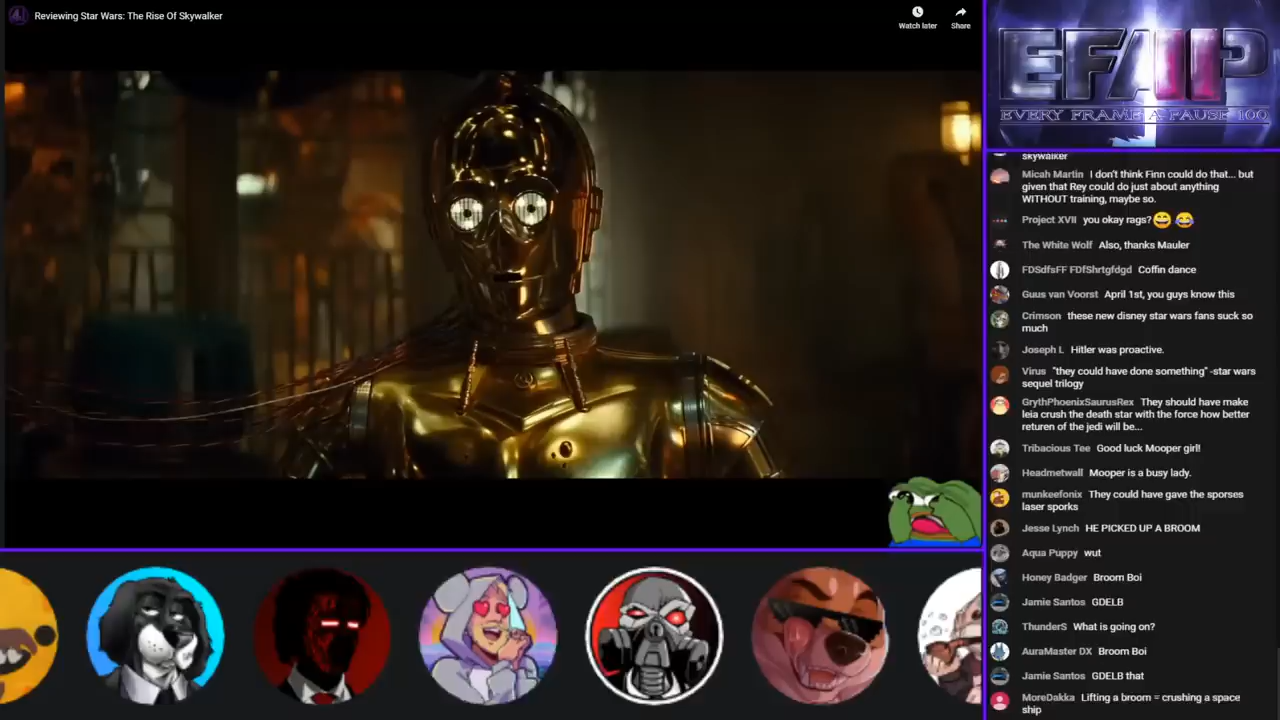 Reviewing Star Wars: The Rise Of Skywalker
Watch later
Share
EFAP
EVERY FRAME A PAUSE 100
skywalker
Micah Martin I don't think Finn could do that... but
given that Rey could do just about anything
WITHOUT training, maybe so.
Project XVII you okay rags?
The White Wolf Also, thanks Mauler
FDSdfsFF FDfShrtgfdgd Coffin dance
Guus van Voorst April 1st, you guys know this
Crimson these new disney star wars fans suck so
much
Joseph L Hitler was proactive.
Virus "they could have done something" -star wars
sequel trilogy
GrythPhoenixSaurusRex They should have make
leia crush the death star with the force how better
returen of the jedi will be...
Tribacious Tee Good luck Mooper girl!
Headmetwall Mooper is a busy lady.
munkeefonix They could have gave the sporses
laser sporks
Jesse Lynch HE PICKED UP A BROOM
Aqua Puppy wut
Honey Badger Broom Boi
Jamie Santos GDELB
ThunderS What is going on?
AuraMaster DX Broom Boi
Jamie Santos GDELB that
MoreDakka Lifting a broom = crushing a space
ship